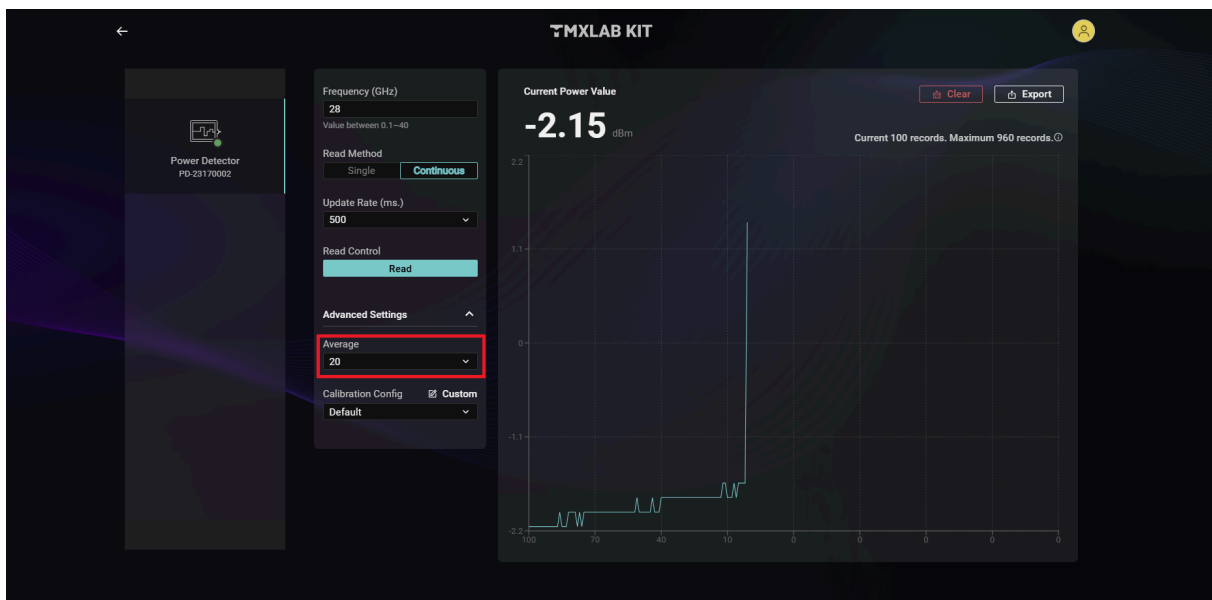 TMXLAB KIT
Power Detector
PD-23170002
Frequency (GHz)
28
Value between 0.1~40
Read Method
Single Continuous
Update Rate (ms.)
500
Read Control
Read
Advanced Settings
Average
20
Calibration Config Custom
Default
Current Power Value
Clear Export
-2.15 dBm
Current 100 records. Maximum 960 records.
2.2
1.1
0
-1.1
-2.2
100 70 40 10 0 0 0 0 0